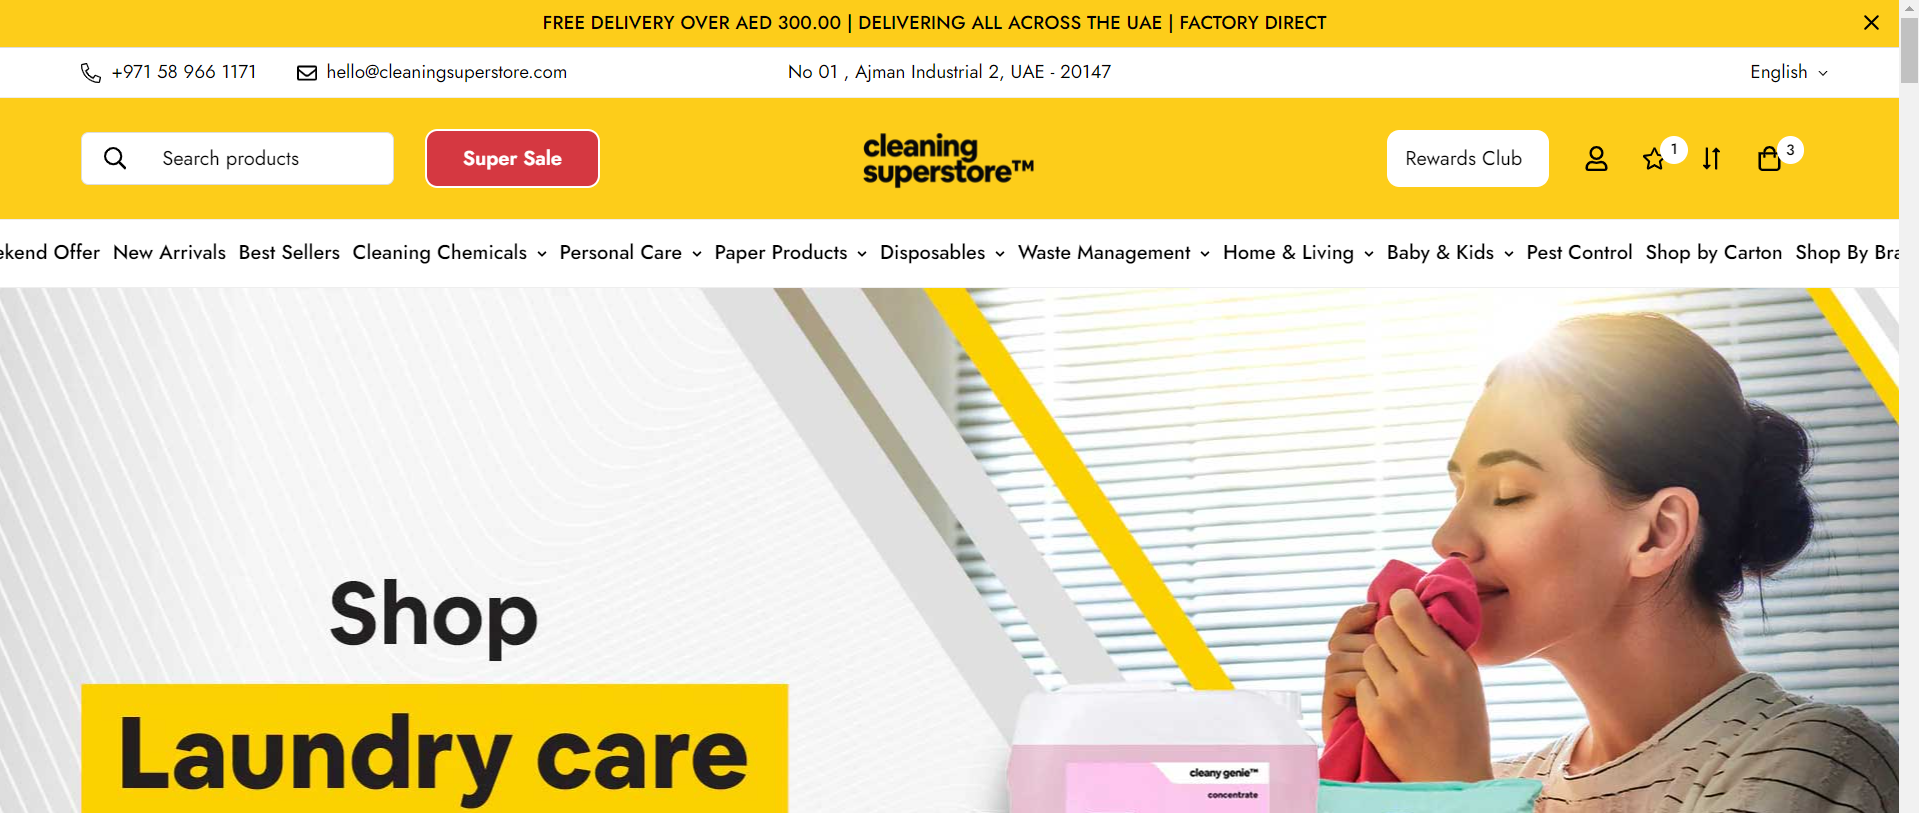 FREE DELIVERY OVER AED 300.00 | DELIVERING ALL ACROSS THE UAE | FACTORY DIRECT
+971 58 966 1171 hello@cleaningsuperstore.com No 01 , Ajman Industrial 2, UAE - 20147 English
Search products Super Sale cleaning superstore™ Rewards Club 1 3
ekend Offer New Arrivals Best Sellers Cleaning Chemicals Personal Care Paper Products Disposables Waste Management Home & Living Baby & Kids Pest Control Shop by Carton Shop By Bra
Shop
Laundry care
cleany genie™
concentrate